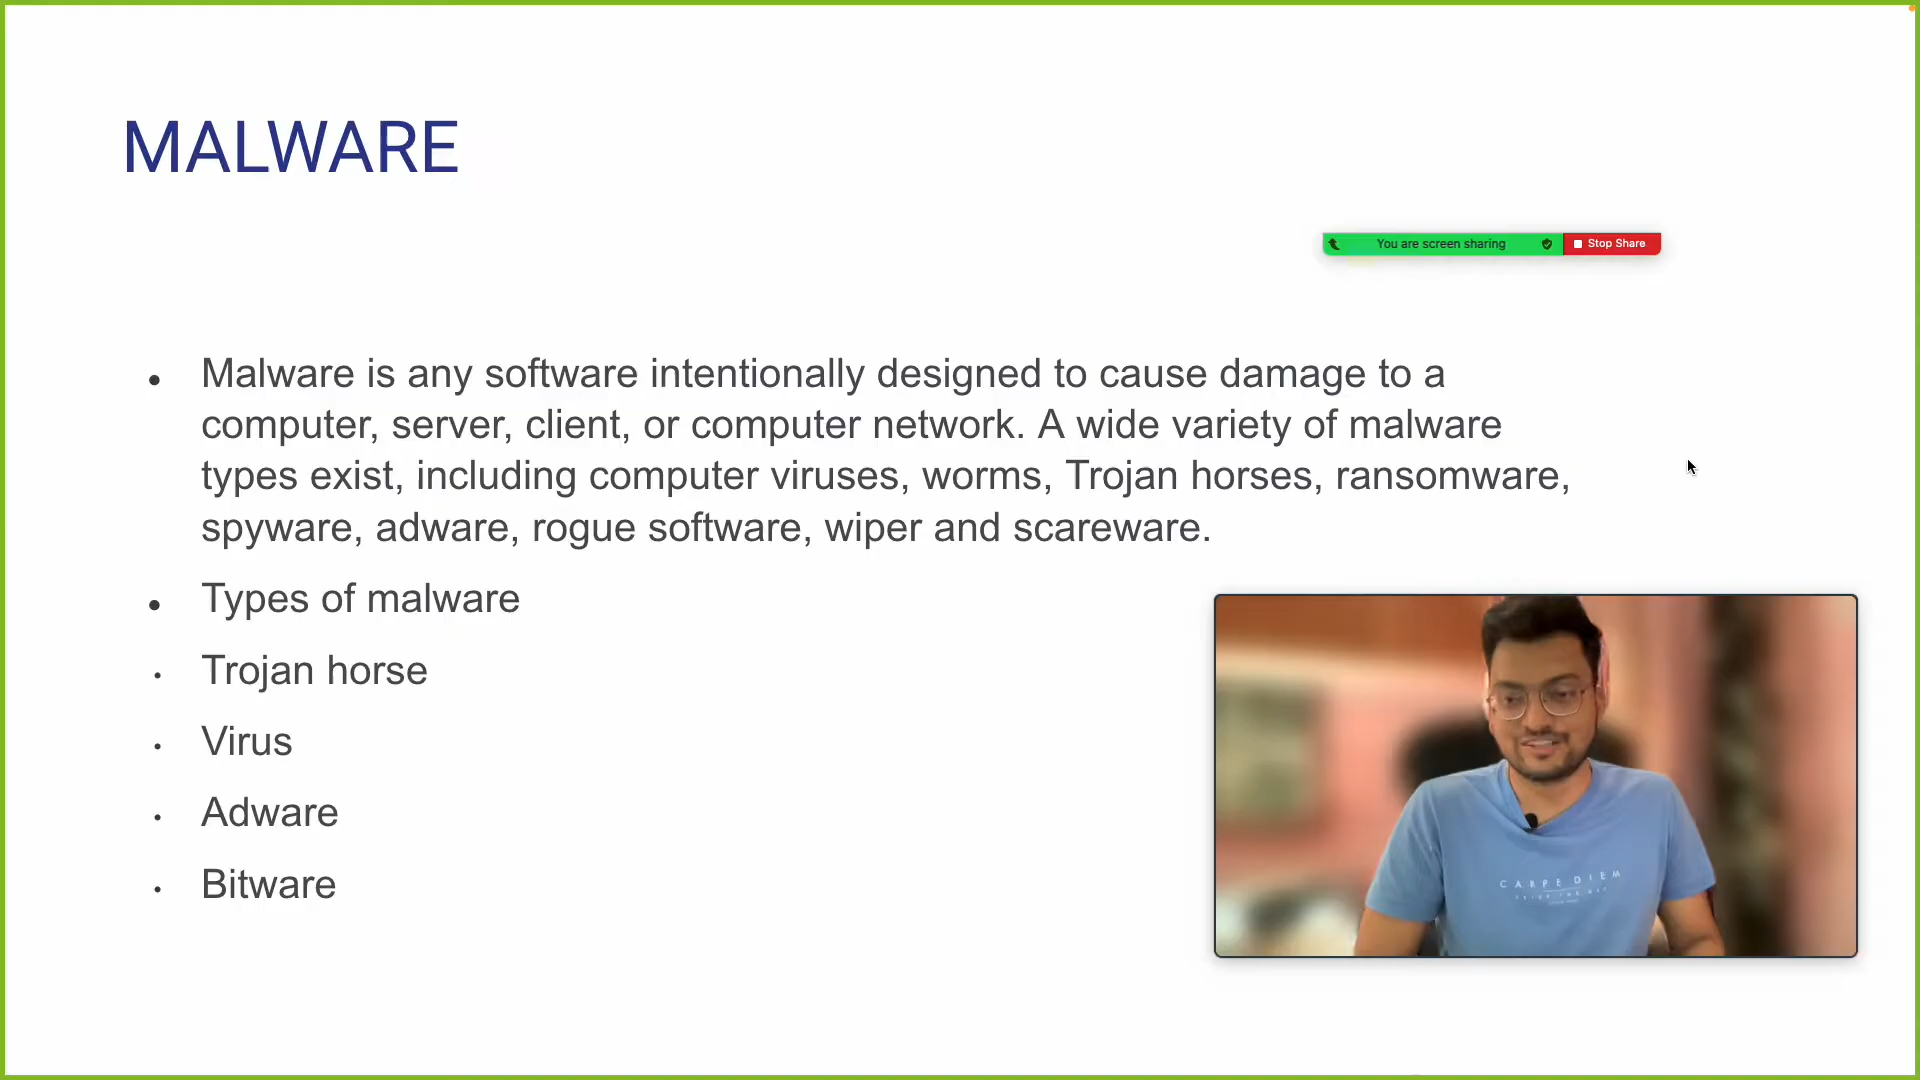 MALWARE
You are screen sharing
Stop Share
• Malware is any software intentionally designed to cause damage to a
computer, server, client, or computer network. A wide variety of malware
types exist, including computer viruses, worms, Trojan horses, ransomware,
spyware, adware, rogue software, wiper and scareware.
• Types of malware
• Trojan horse
• Virus
• Adware
• Bitware
CARPE DIEM